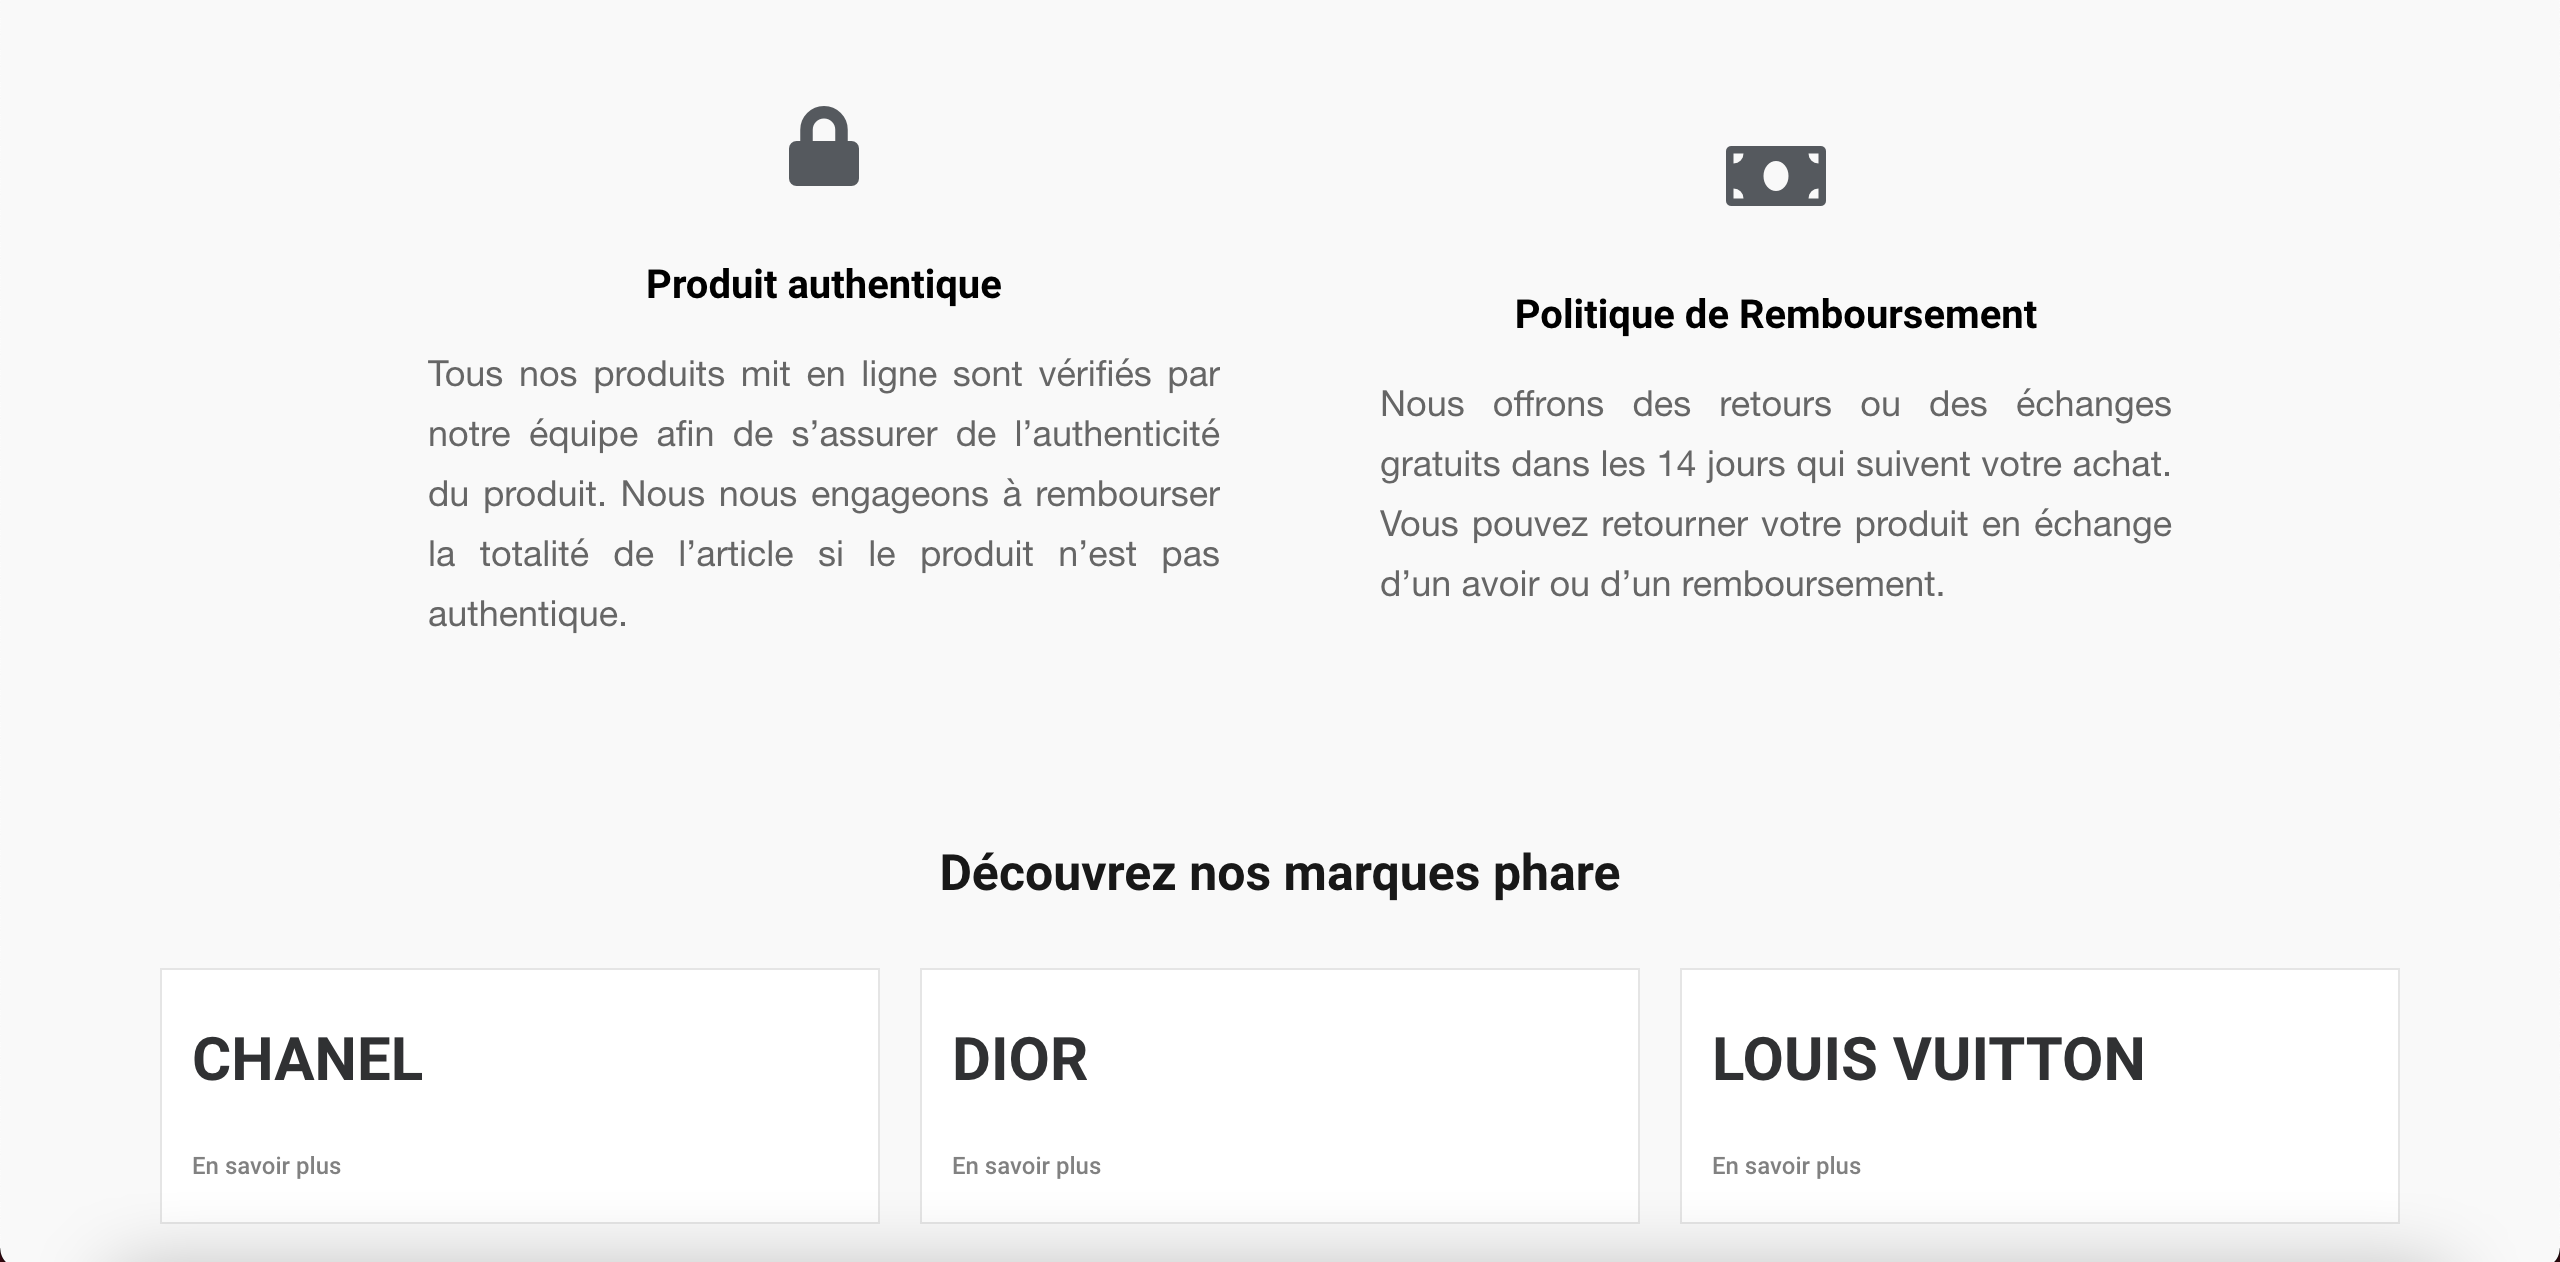 Produit authentique
Tous nos produits mit en ligne sont vérifiés par
notre équipe afin de s’assurer de l’authenticité
du produit. Nous nous engageons à rembourser
la totalité de l’article si le produit n’est pas
authentique.
Politique de Remboursement
Nous offrons des retours ou des échanges
gratuits dans les 14 jours qui suivent votre achat.
Vous pouvez retourner votre produit en échange
d’un avoir ou d’un remboursement.
Découvrez nos marques phare
CHANEL
En savoir plus
DIOR
En savoir plus
LOUIS VUITTON
En savoir plus